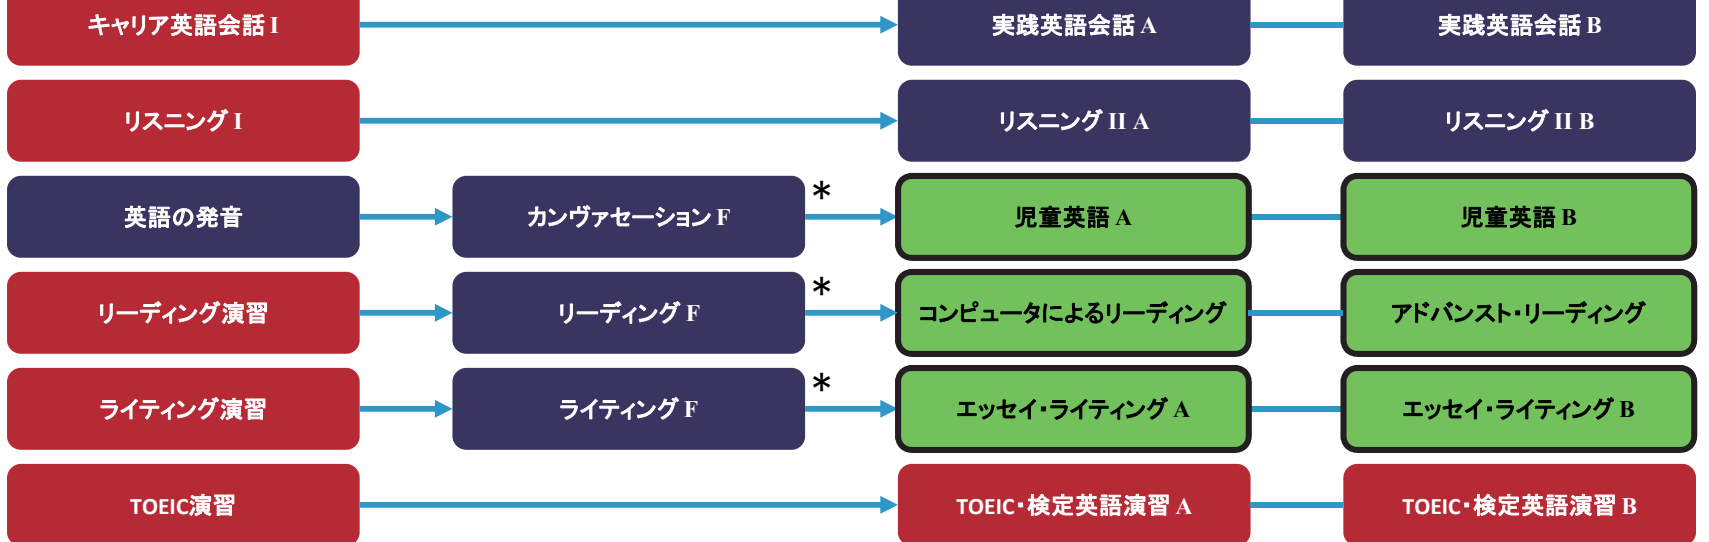 キャリア英語会話 I
実践英語会話 A
実践英語会話 B
リスニング I
リスニング II A
リスニング II B
英語の発音
カンヴァセーション F
*
児童英語 A
児童英語 B
リーディング演習
リーディング F
*
コンピュータによるリーディング
アドバンスト・リーディング
ライティング演習
ライティング F
*
エッセイ・ライティング A
エッセイ・ライティング B
TOEIC演習
TOEIC・検定英語演習 A
TOEIC・検定英語演習 B